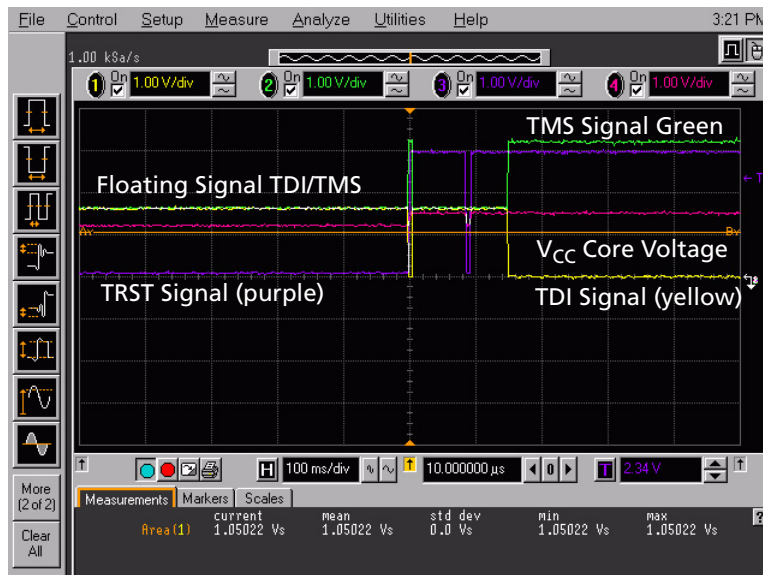 File Control Setup Measure Analyze Utilities Help 3:21 PM
1.00 kSa/s
1 On 1.00 V/div 2 On 1.00 V/div 3 On 1.00 V/div 4 On 1.00 V/div
TMS Signal Green
Floating Signal TDI/TMS
VCC Core Voltage
TRST Signal (purple)
TDI Signal (yellow)
H 100 ms/div 10.000000 µs 0 T 2.34 V
More
(2 of 2)
Clear
All
Measurements Markers Scales
current mean std dev min max
Area(1) 1.05022 Vs 1.05022 Vs 0.0 Vs 1.05022 Vs 1.05022 Vs
?